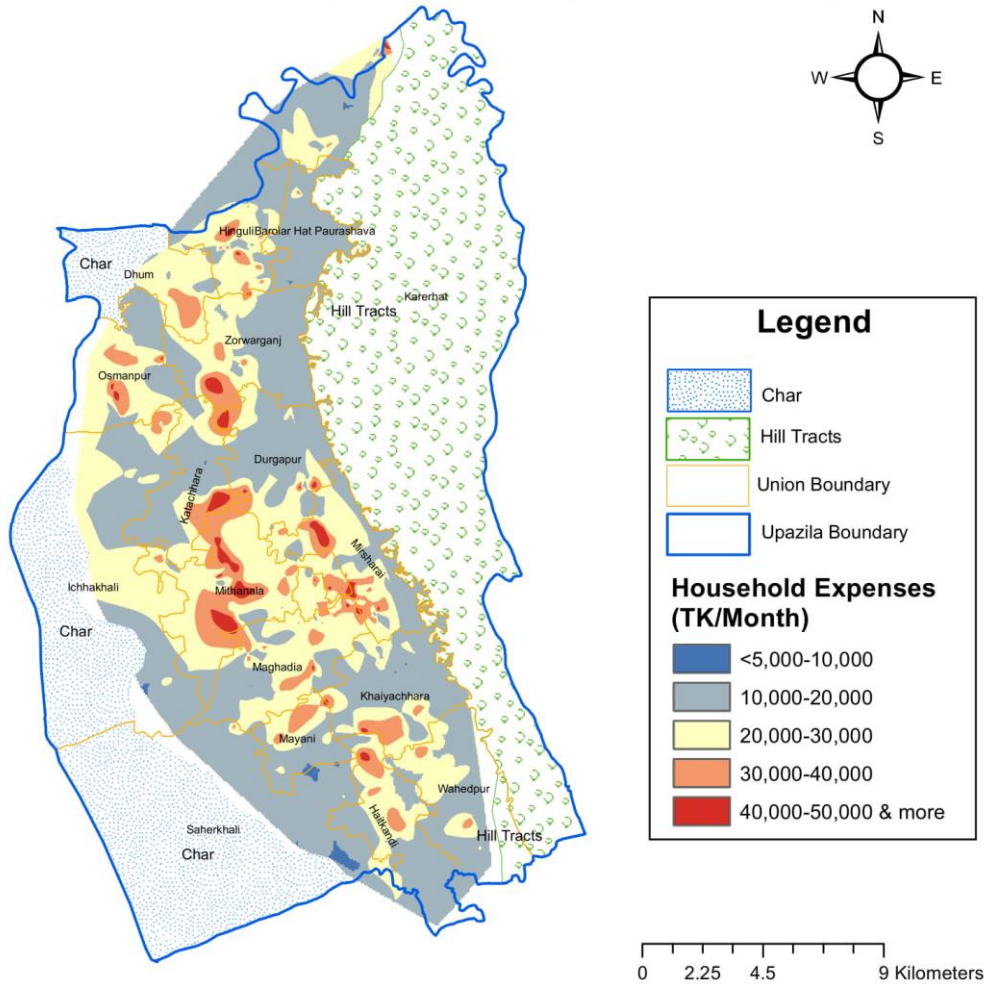 N
W
E
S
Hinguli
Baroiar Hat Paurashava
Char
Dhum
Karerhat
Hill Tracts
Zorwarganj
Osmanpur
Durgapur
Katachhara
Mirsharai
Ichhakhali
Mithanala
Char
Maghadia
Khaiyachhara
Mayani
Wahedpur
Haitkandi
Saherkhali
Char
Hill Tracts
Legend
Char
Hill Tracts
Union Boundary
Upazila Boundary
Household Expenses
(TK/Month)
<5,000-10,000
10,000-20,000
20,000-30,000
30,000-40,000
40,000-50,000 & more
0 2.25 4.5 9 Kilometers